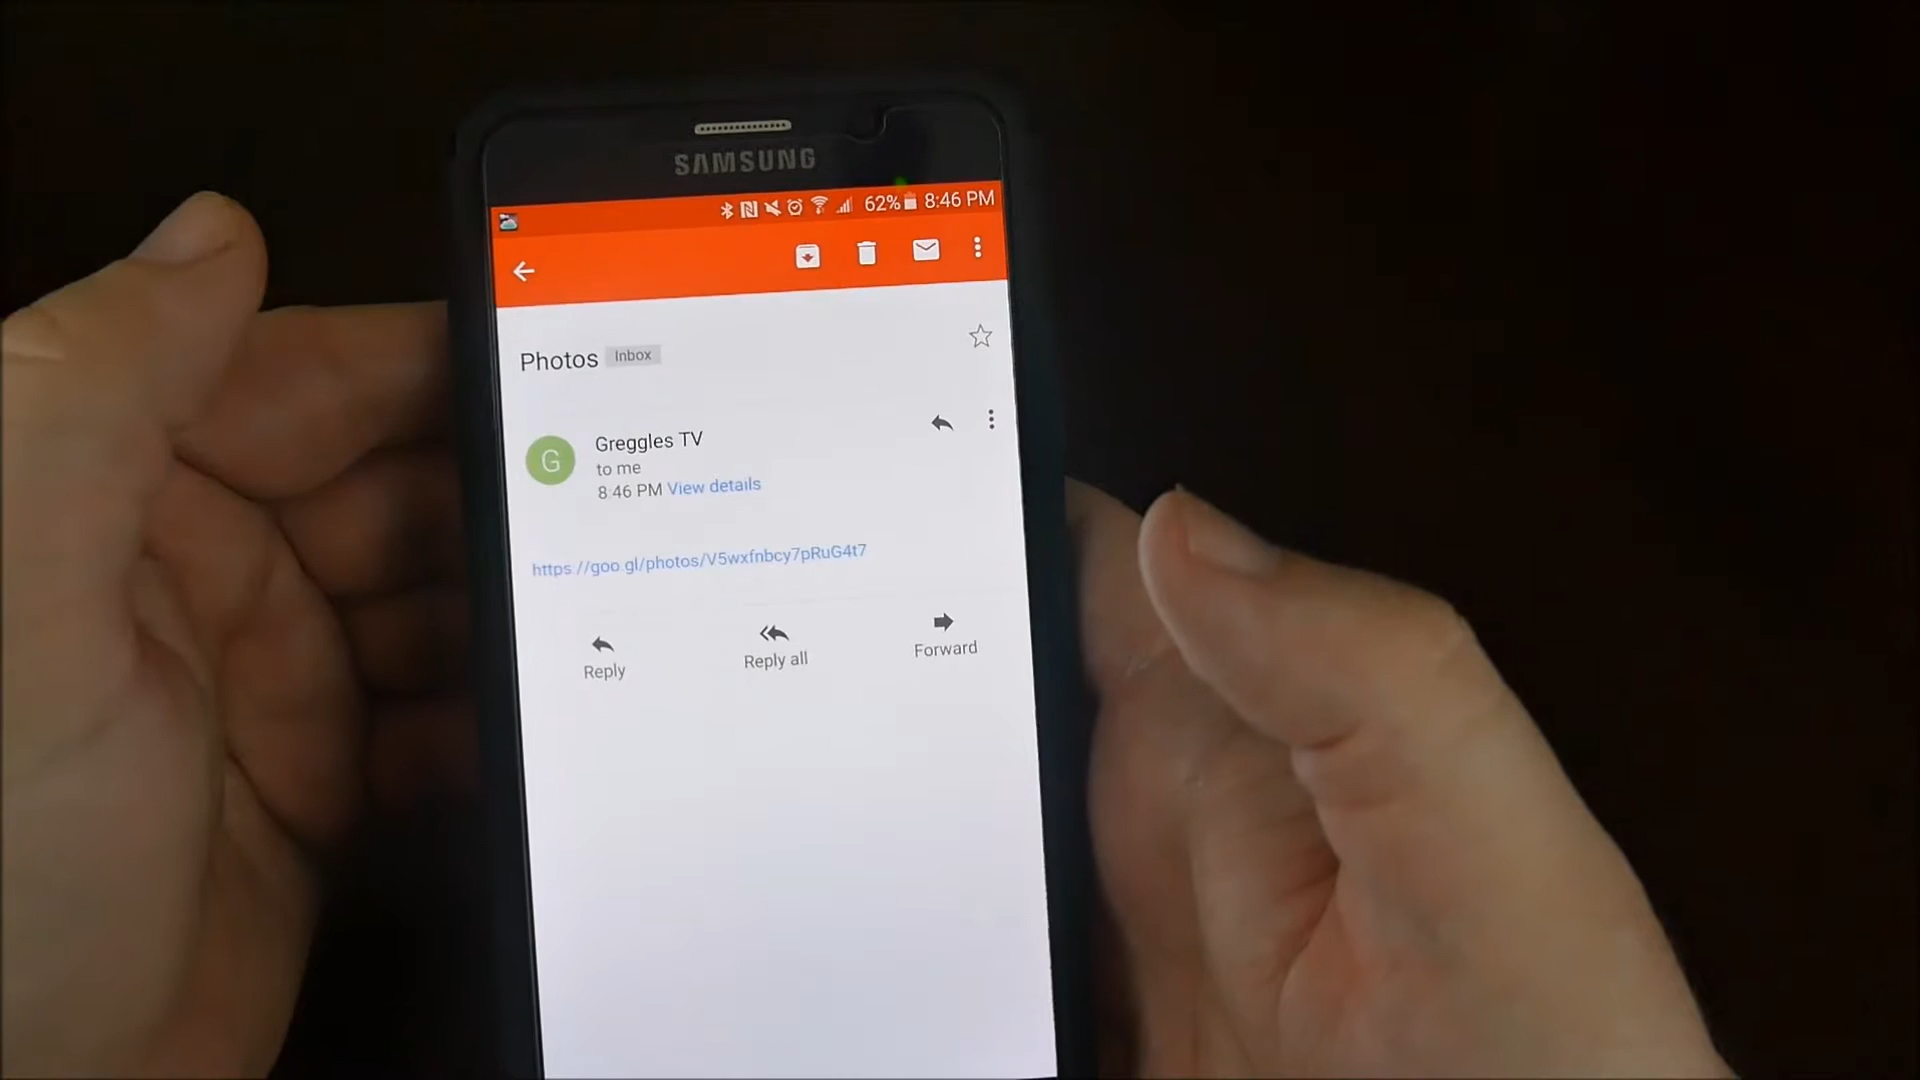 SAMSUNG
62% 8:46 PM
Photos Inbox
Greggles TV
to me
8:46 PM View details
G
https://goo.gl/photos/V5wxfnbcy7pRuG4t7
Reply
Reply all
Forward